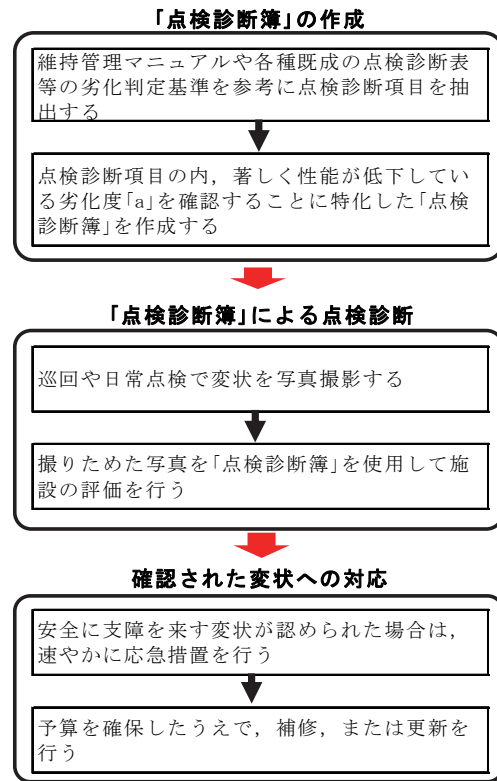 「点検診断簿」の作成
維持管理マニュアルや各種既成の点検診断表
等の劣化判定基準を参考に点検診断項目を抽
出する
点検診断項目の内，著しく性能が低下してい
る劣化度「a」を確認することに特化した「点検
診断簿」を作成する
「点検診断簿」による点検診断
巡回や日常点検で変状を写真撮影する
撮りためた写真を「点検診断簿」を使用して施
設の評価を行う
確認された変状への対応
安全に支障を来す変状が認められた場合は，
速やかに応急措置を行う
予算を確保したうえで，補修，または更新を
行う